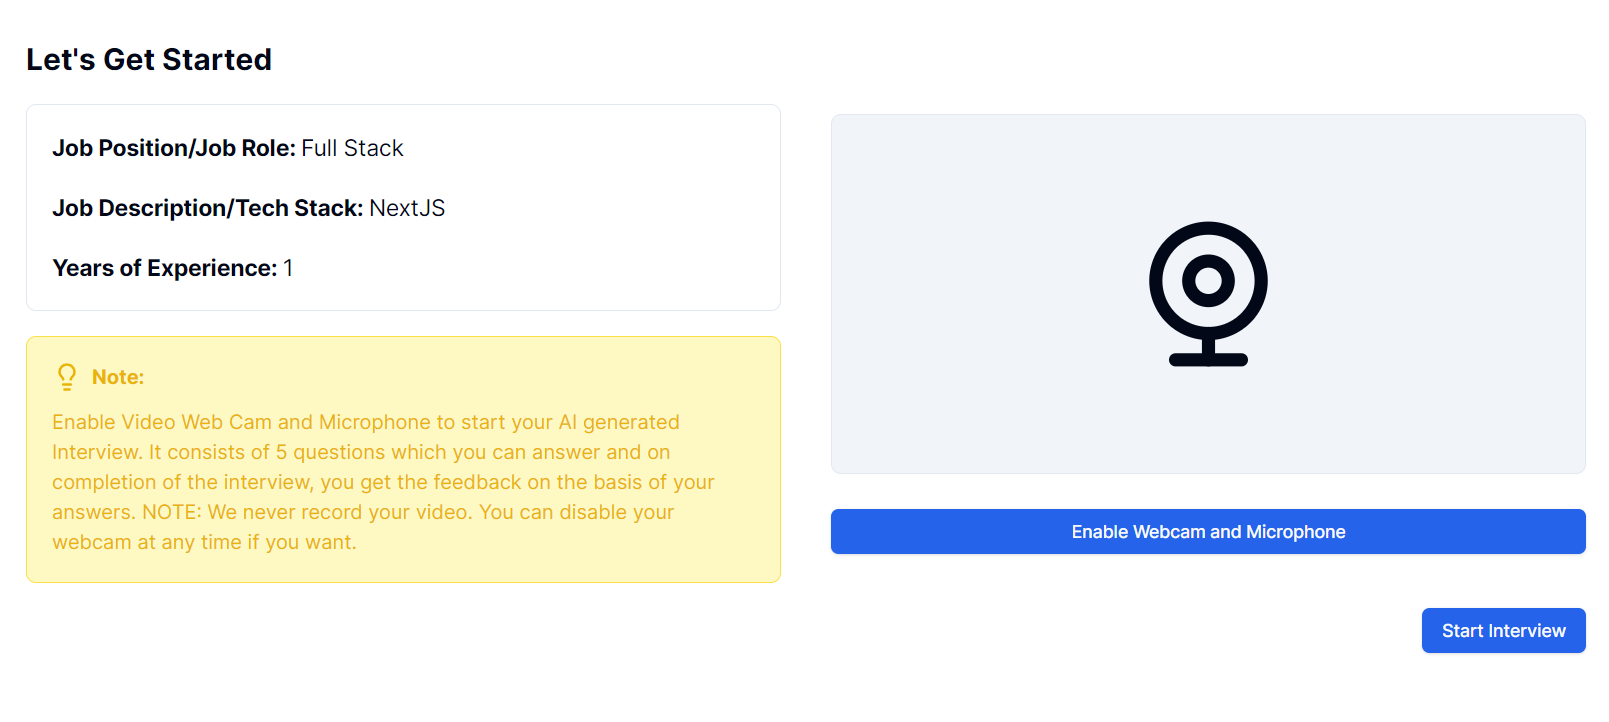 Let's Get Started
Job Position/Job Role: Full Stack
Job Description/Tech Stack: NextJS
Years of Experience: 1
Note:
Enable Video Web Cam and Microphone to start your AI generated
Interview. It consists of 5 questions which you can answer and on
completion of the interview, you get the feedback on the basis of your
answers. NOTE: We never record your video. You can disable your
webcam at any time if you want.
Enable Webcam and Microphone
Start Interview